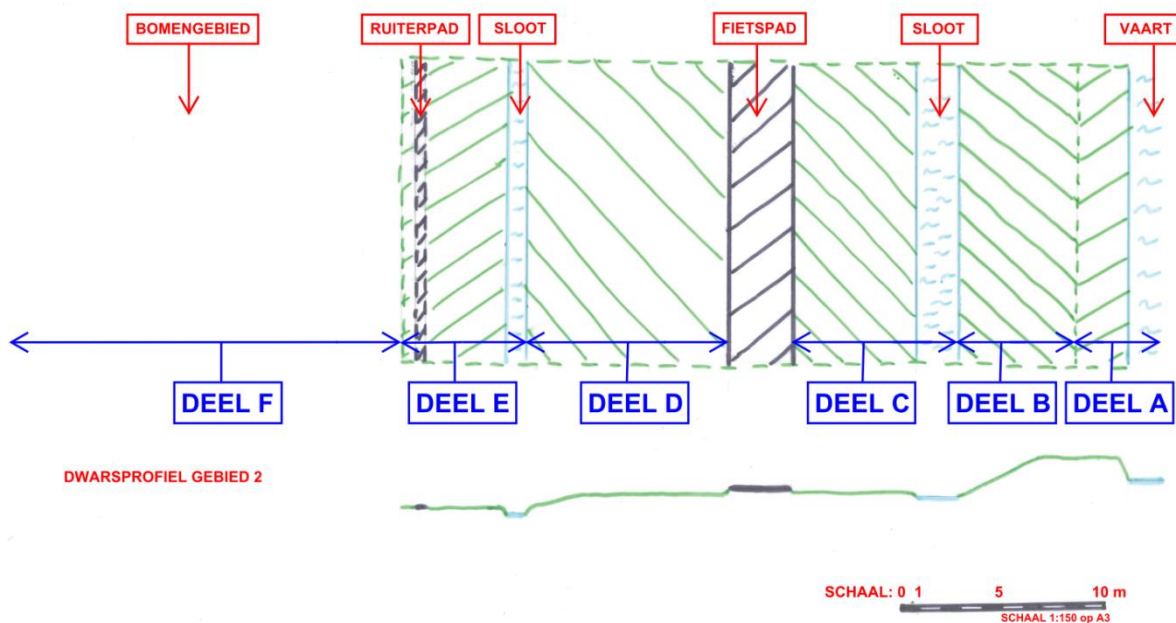 BOMENGEBIED
RUITERPAD
SLOOT
FIETSPAD
SLOOT
VAART
DEEL F
DEEL E
DEEL D
DEEL C
DEEL B
DEEL A
DWARSPROFIEL GEBIED 2
SCHAAL: 0 1 5 10 m
SCHAAL 1:150 op A3